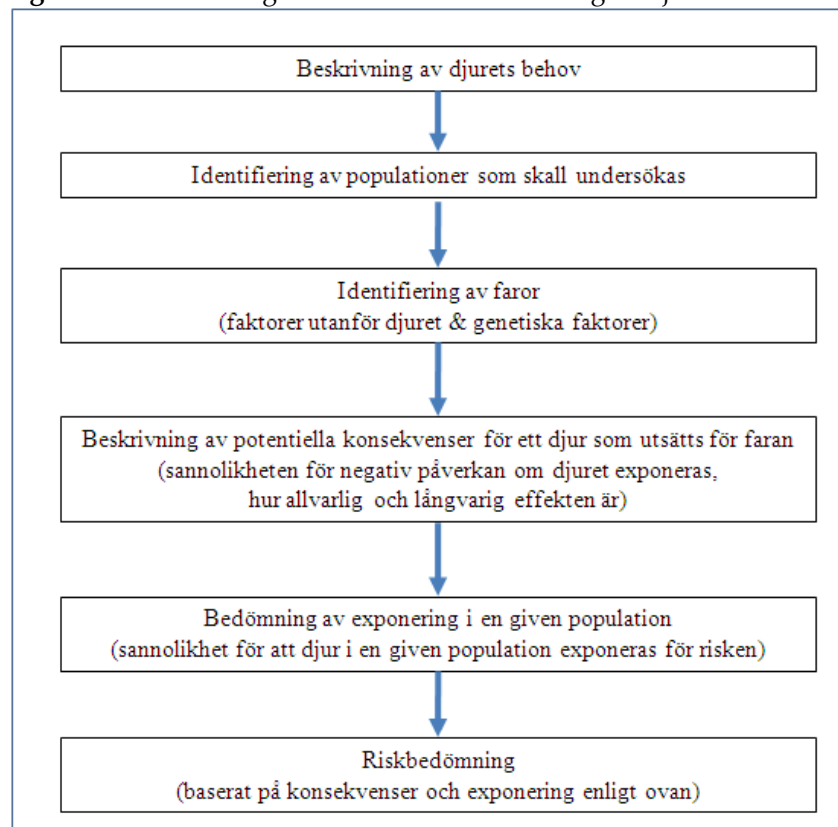 Beskrivning av djurets behov
Identifiering av populationer som skall undersökas
Identifiering av faror
(faktorer utanför djuret & genetiska faktorer)
Beskrivning av potentiella konsekvenser för ett djur som utsätts för faran
(sannolikheten för negativ påverkan om djuret exponeras,
hur allvarlig och långvarig effekten är)
Bedömning av exponering i en given population
(sannolikhet för att djur i en given population exponeras för risken)
Riskbedömning
(baserat på konsekvenser och exponering enligt ovan)